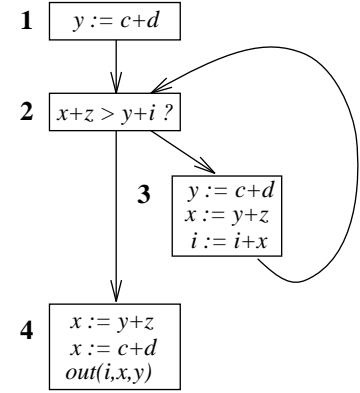 1 y := c+d
2 x+z > y+i ?
3 y := c+d
x := y+z
i := i+x
4 x := y+z
x := c+d
out(i,x,y)